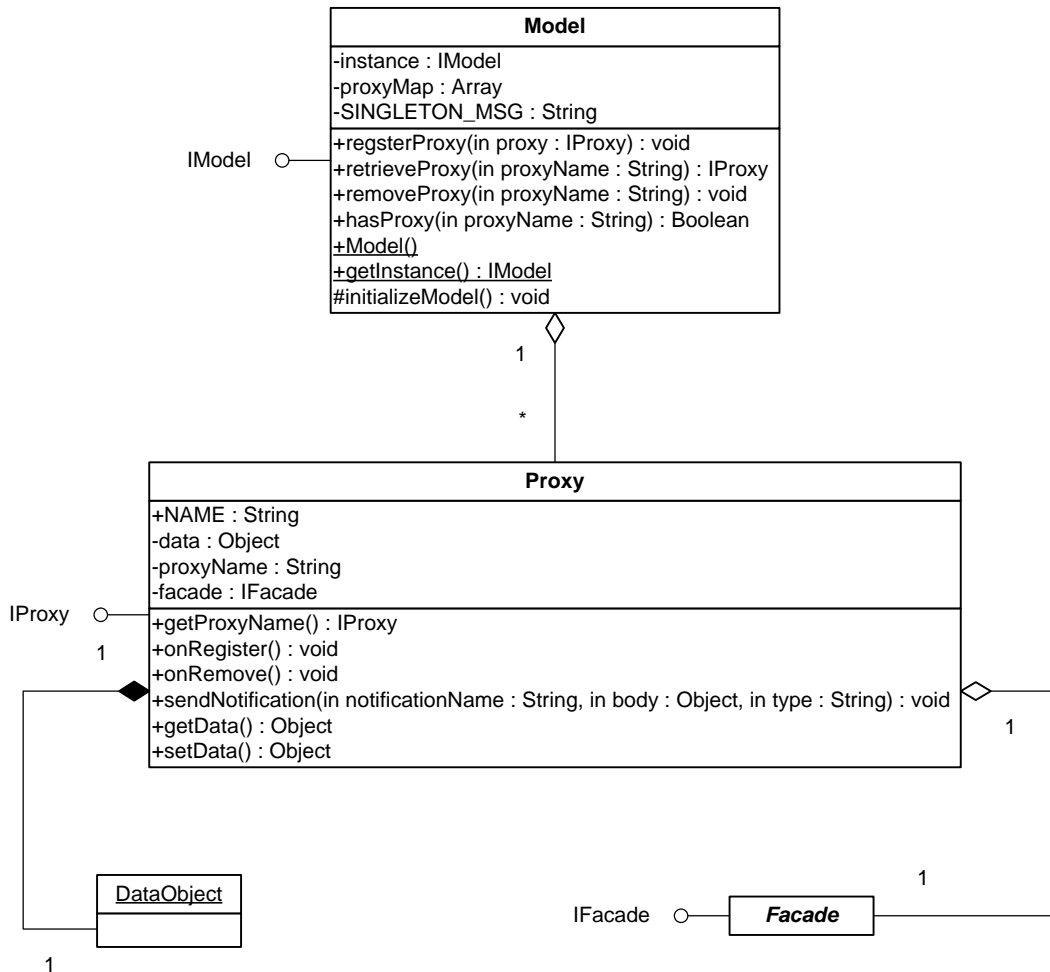 Model
-instance : IModel
-proxyMap : Array
-SINGLETON_MSG : String
+regsterProxy(in proxy : IProxy) : void
IModel
+retrieveProxy(in proxyName : String) : IProxy
+removeProxy(in proxyName : String) : void
+hasProxy(in proxyName : String) : Boolean
+Model()
+getInstance() : IModel
#initializeModel() : void
1
*
Proxy
+NAME : String
-data : Object
-proxyName : String
-facade : IFacade
IProxy
+getProxyName() : IProxy
1
+onRegister() : void
+onRemove() : void
+sendNotification(in notificationName : String, in body : Object, in type : String) : void
+getData() : Object
1
+setData() : Object
DataObject
1
IFacade
Facade
1